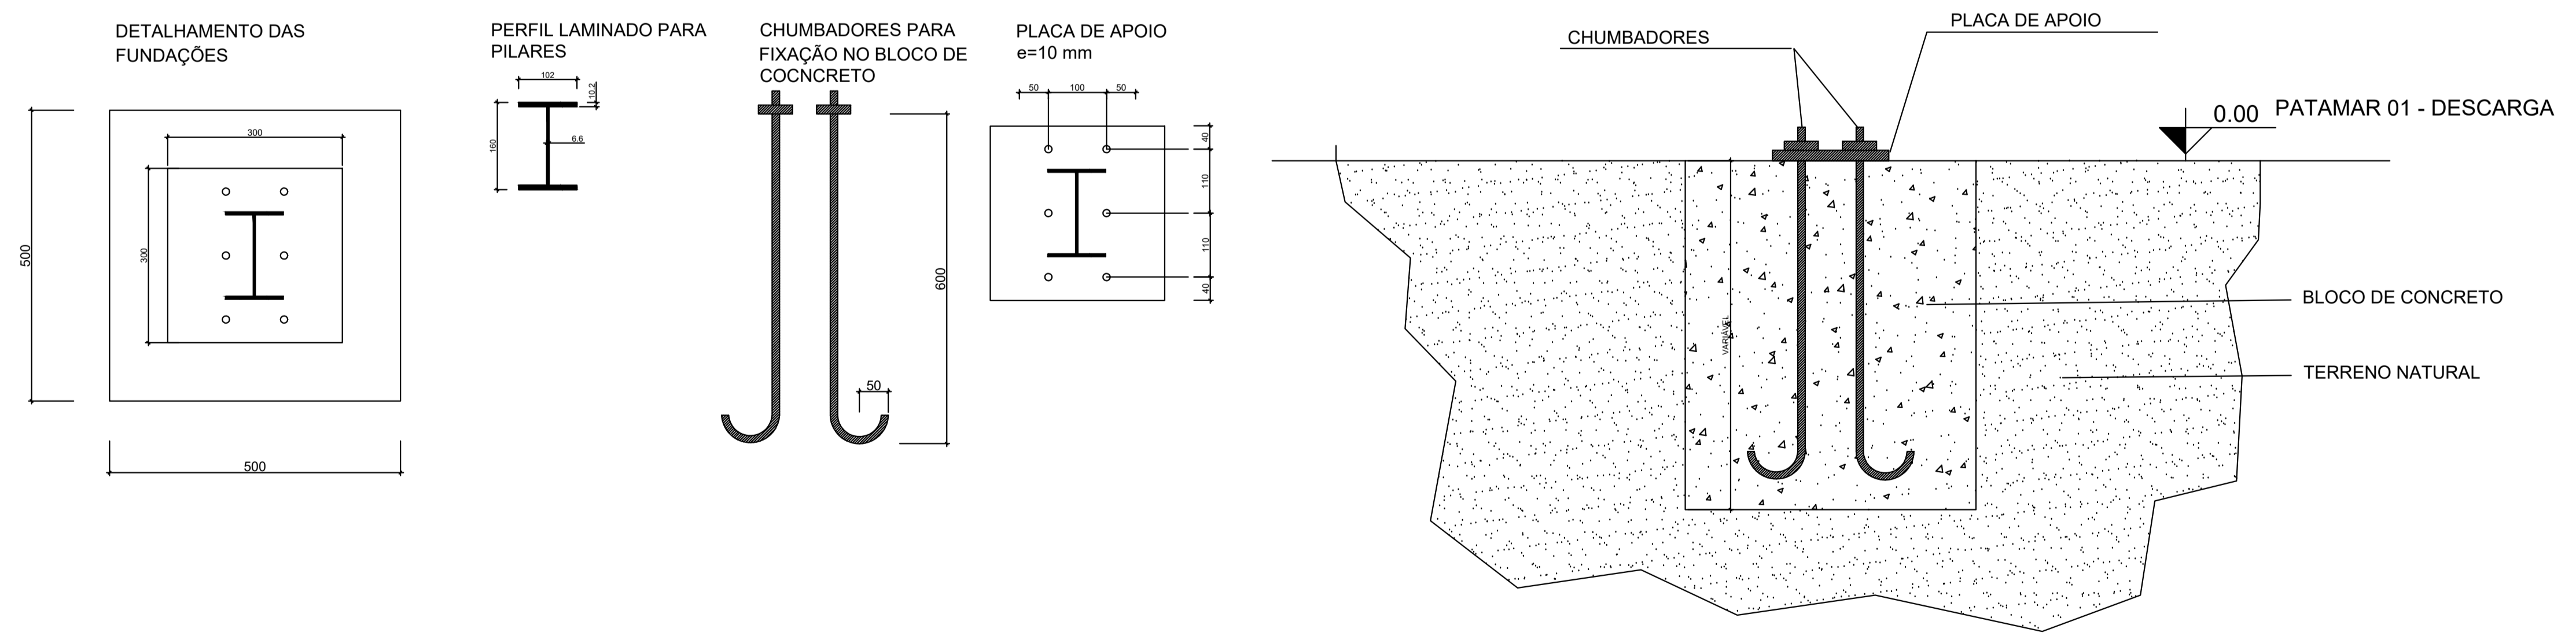 DETALHAMENTO DAS
FUNDAÇÕES
500
300
300
500
PERFIL LAMINADO PARA
PILARES
102
10.2
160
6.6
CHUMBADORES PARA
FIXAÇÃO NO BLOCO DE
COCNCRETO
600
50
PLACA DE APOIO
e=10 mm
50
100
50
40
110
110
40
CHUMBADORES
PLACA DE APOIO
0.00
PATAMAR 01 - DESCARGA
VARIÁVEL
BLOCO DE CONCRETO
TERRENO NATURAL